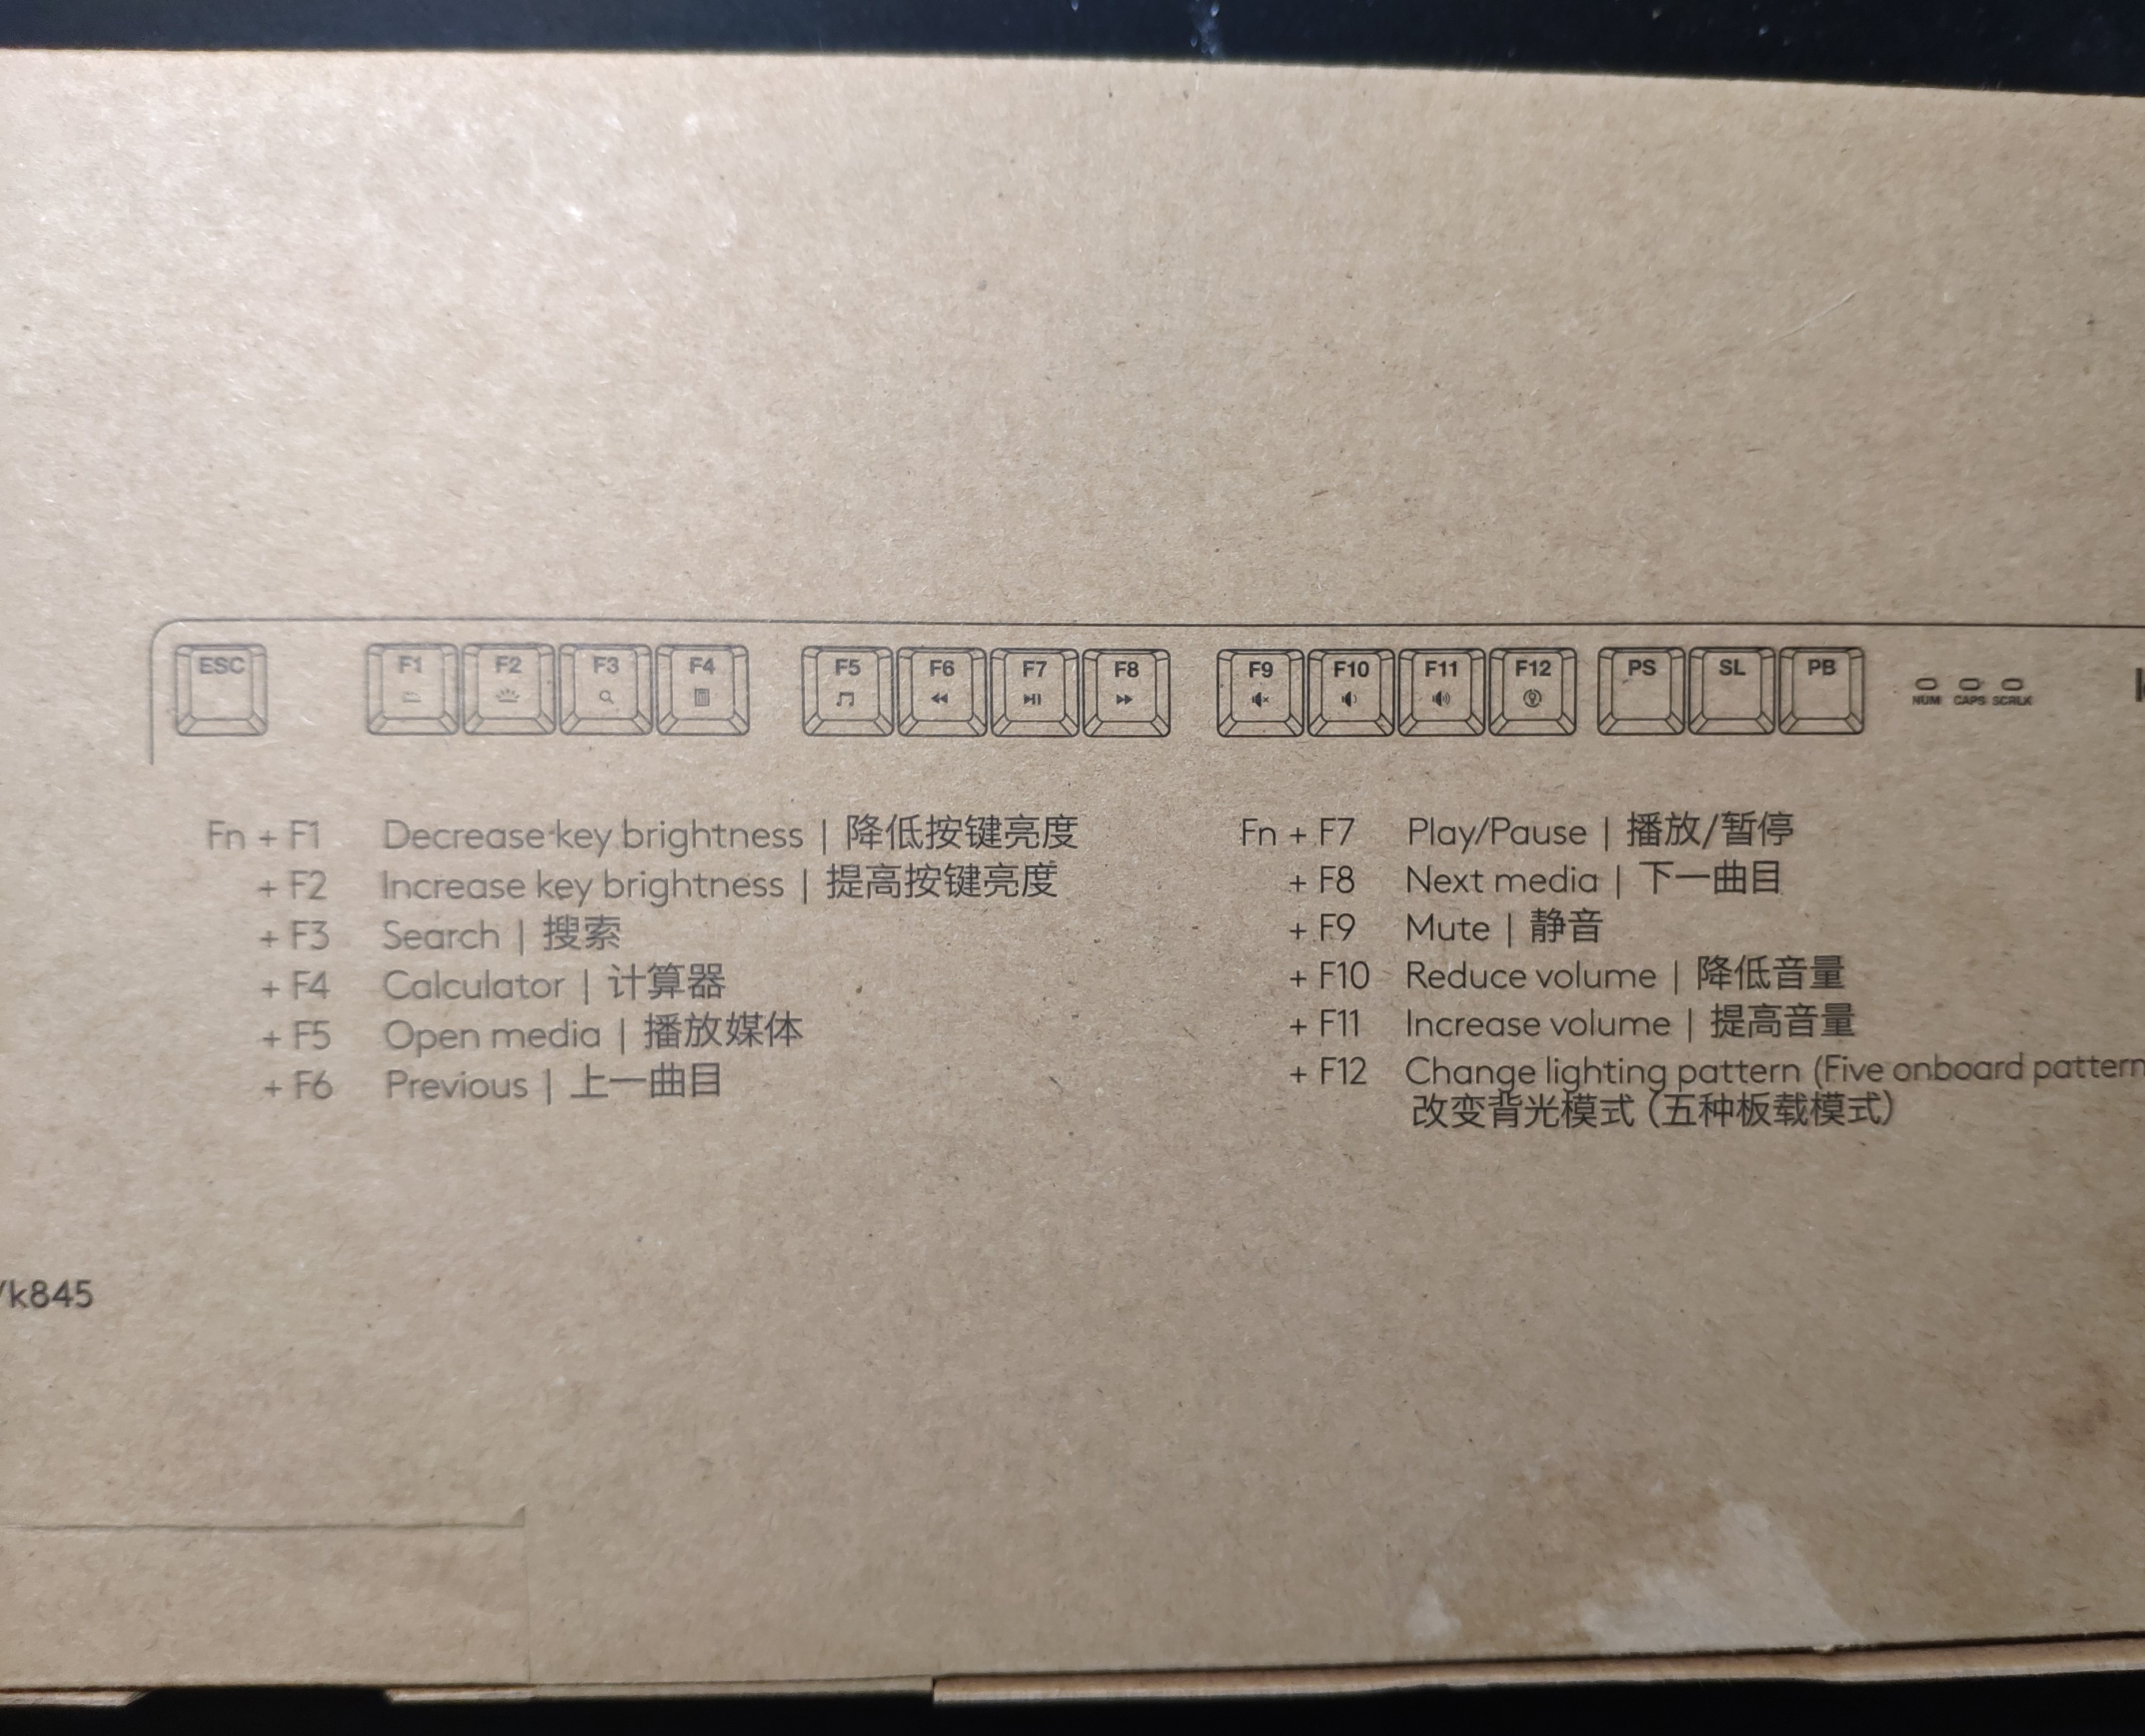 ESC F1 F2 F3 F4 F5 F6 F7 F8 F9 F10 F11 F12 PS SL PB
NUM CAPS SCRLK
Fn + F1 Decrease key brightness | 降低按键亮度
+ F2 Increase key brightness | 提高按键亮度
+ F3 Search | 搜索
+ F4 Calculator | 计算器
+ F5 Open media | 播放媒体
+ F6 Previous | 上一曲目
Fn + F7 Play/Pause | 播放/暂停
+ F8 Next media | 下一曲目
+ F9 Mute | 静音
+ F10 Reduce volume | 降低音量
+ F11 Increase volume | 提高音量
+ F12 Change lighting pattern (Five onboard pattern
改变背光模式 (五种板载模式)
/k845